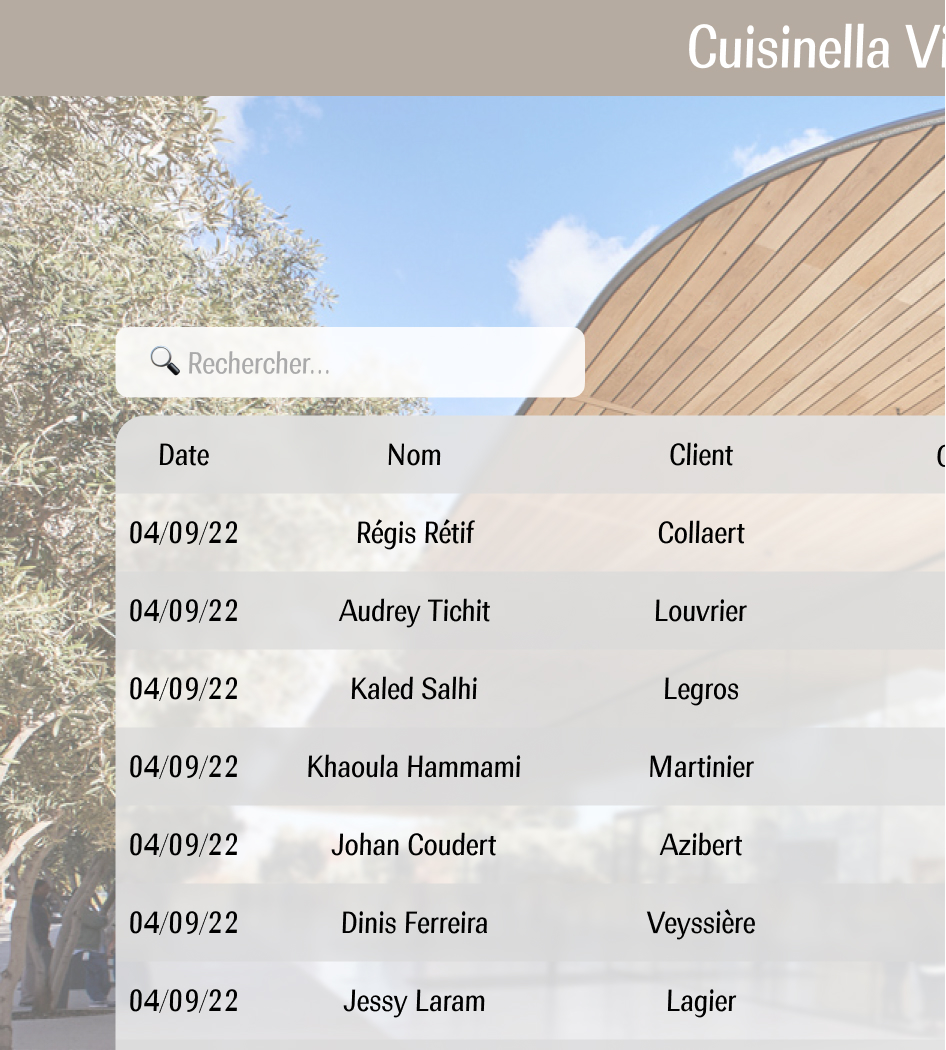 Cuisinella Vi
Rechercher...
Date Nom Client
04/09/22 Régis Rétif Collaert
04/09/22 Audrey Tichit Louvrier
04/09/22 Kaled Salhi Legros
04/09/22 Khaoula Hammami Martinier
04/09/22 Johan Coudert Azibert
04/09/22 Dinis Ferreira Veyssière
04/09/22 Jessy Laram Lagier